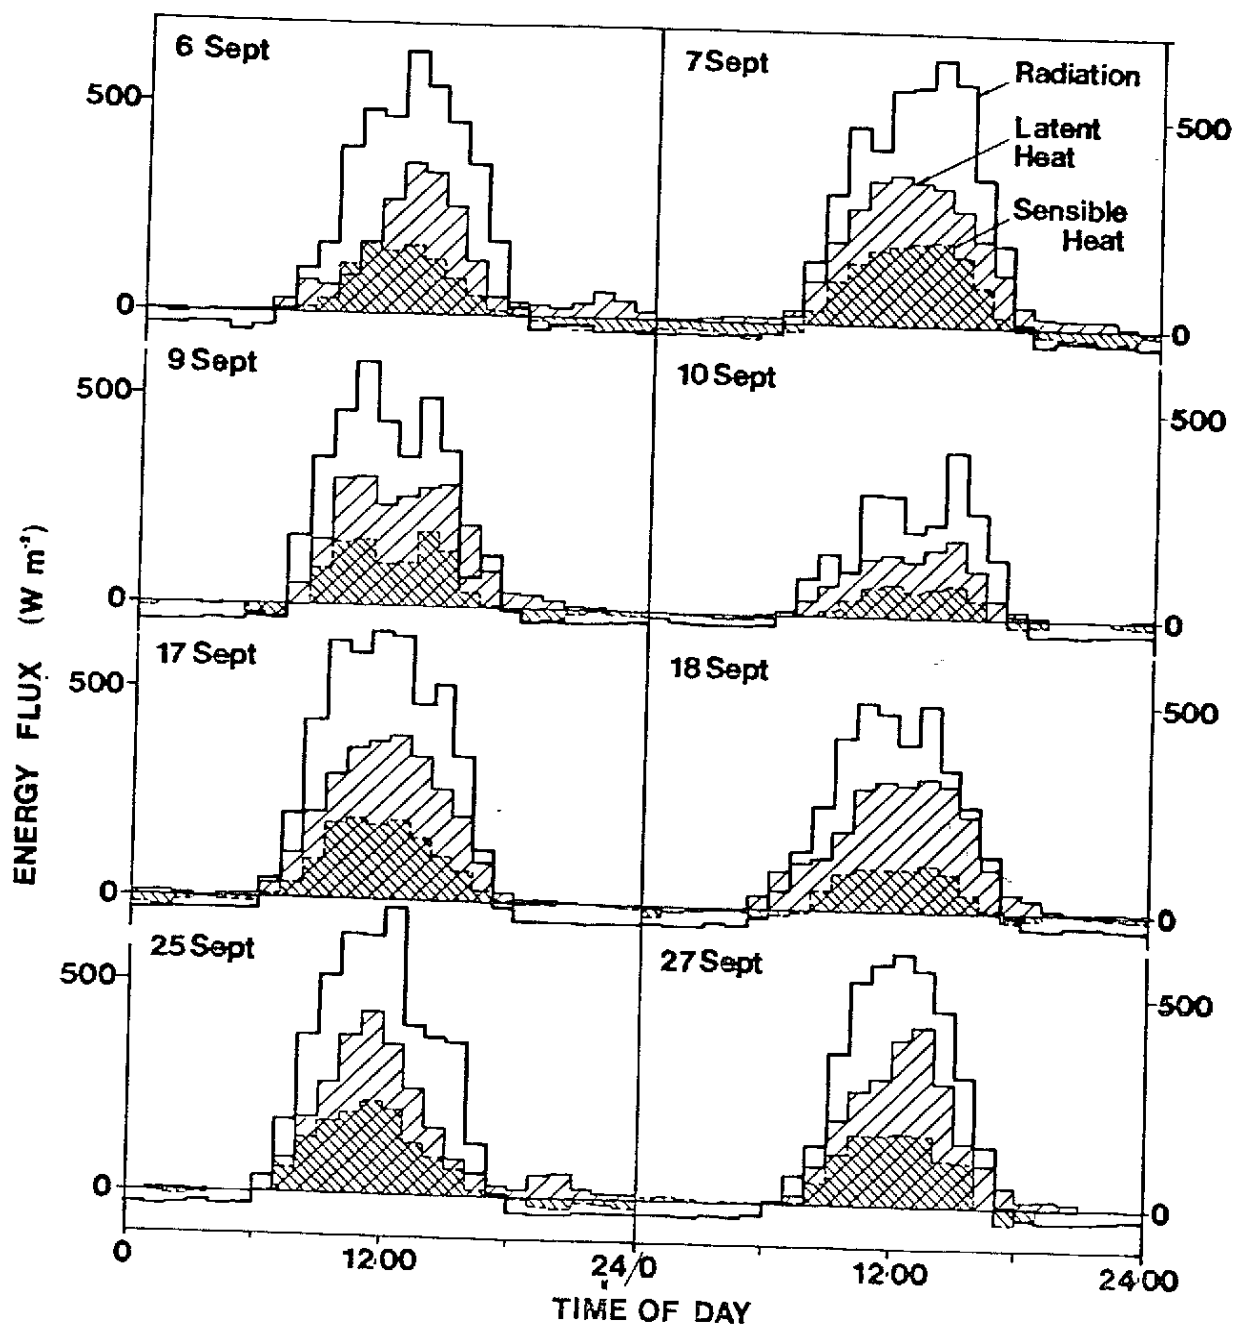 6 Sept
7 Sept
500
Radiation
Latent
Heat
500
Sensible
Heat
0
0
9 Sept
10 Sept
500
500
0
0
17 Sept
18 Sept
500
500
0
0
25 Sept
27 Sept
500
500
0
0
0
12:00
24/0
12:00
24:00
TIME OF DAY
ENERGY FLUX (W m⁻²)